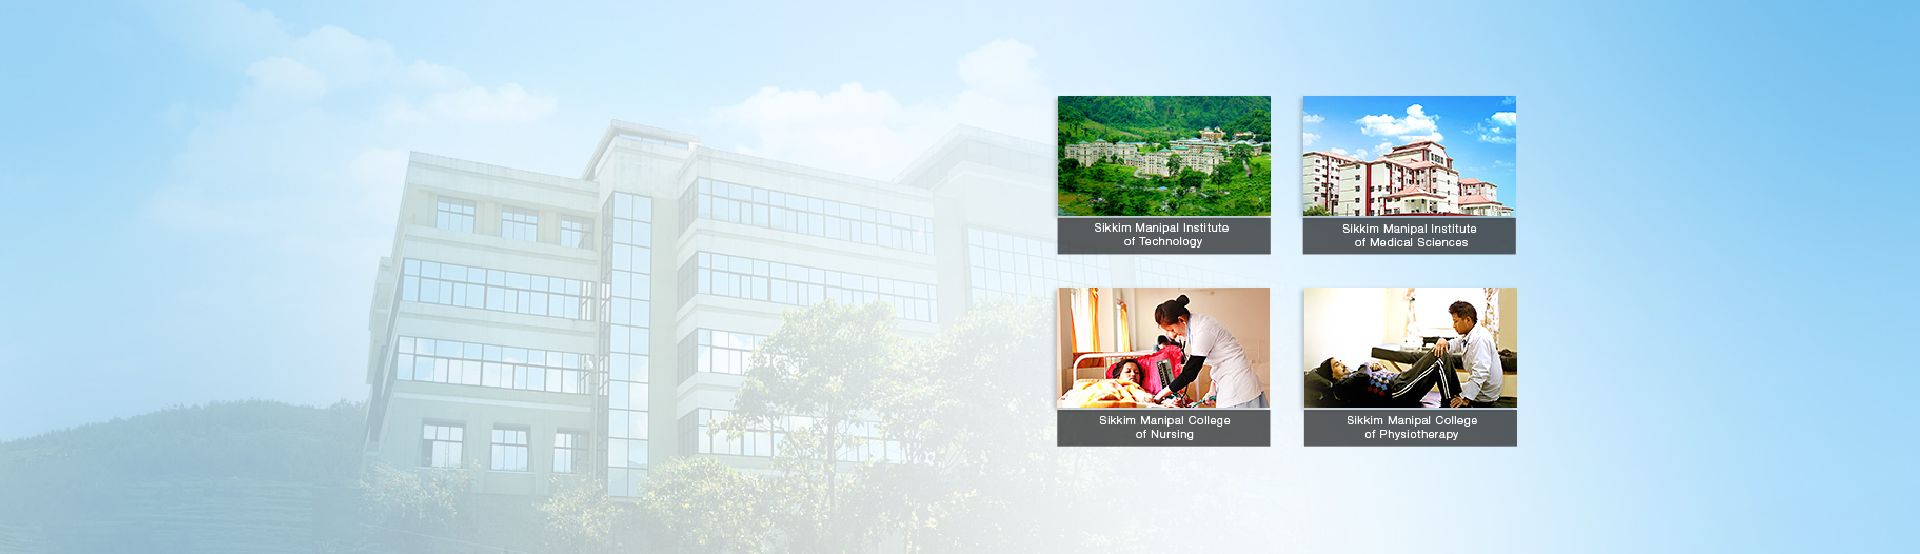 Sikkim Manipal Institute
of Technology
Sikkim Manipal Institute
of Medical Sciences
Sikkim Manipal College
of Nursing
Sikkim Manipal College
of Physiotherapy